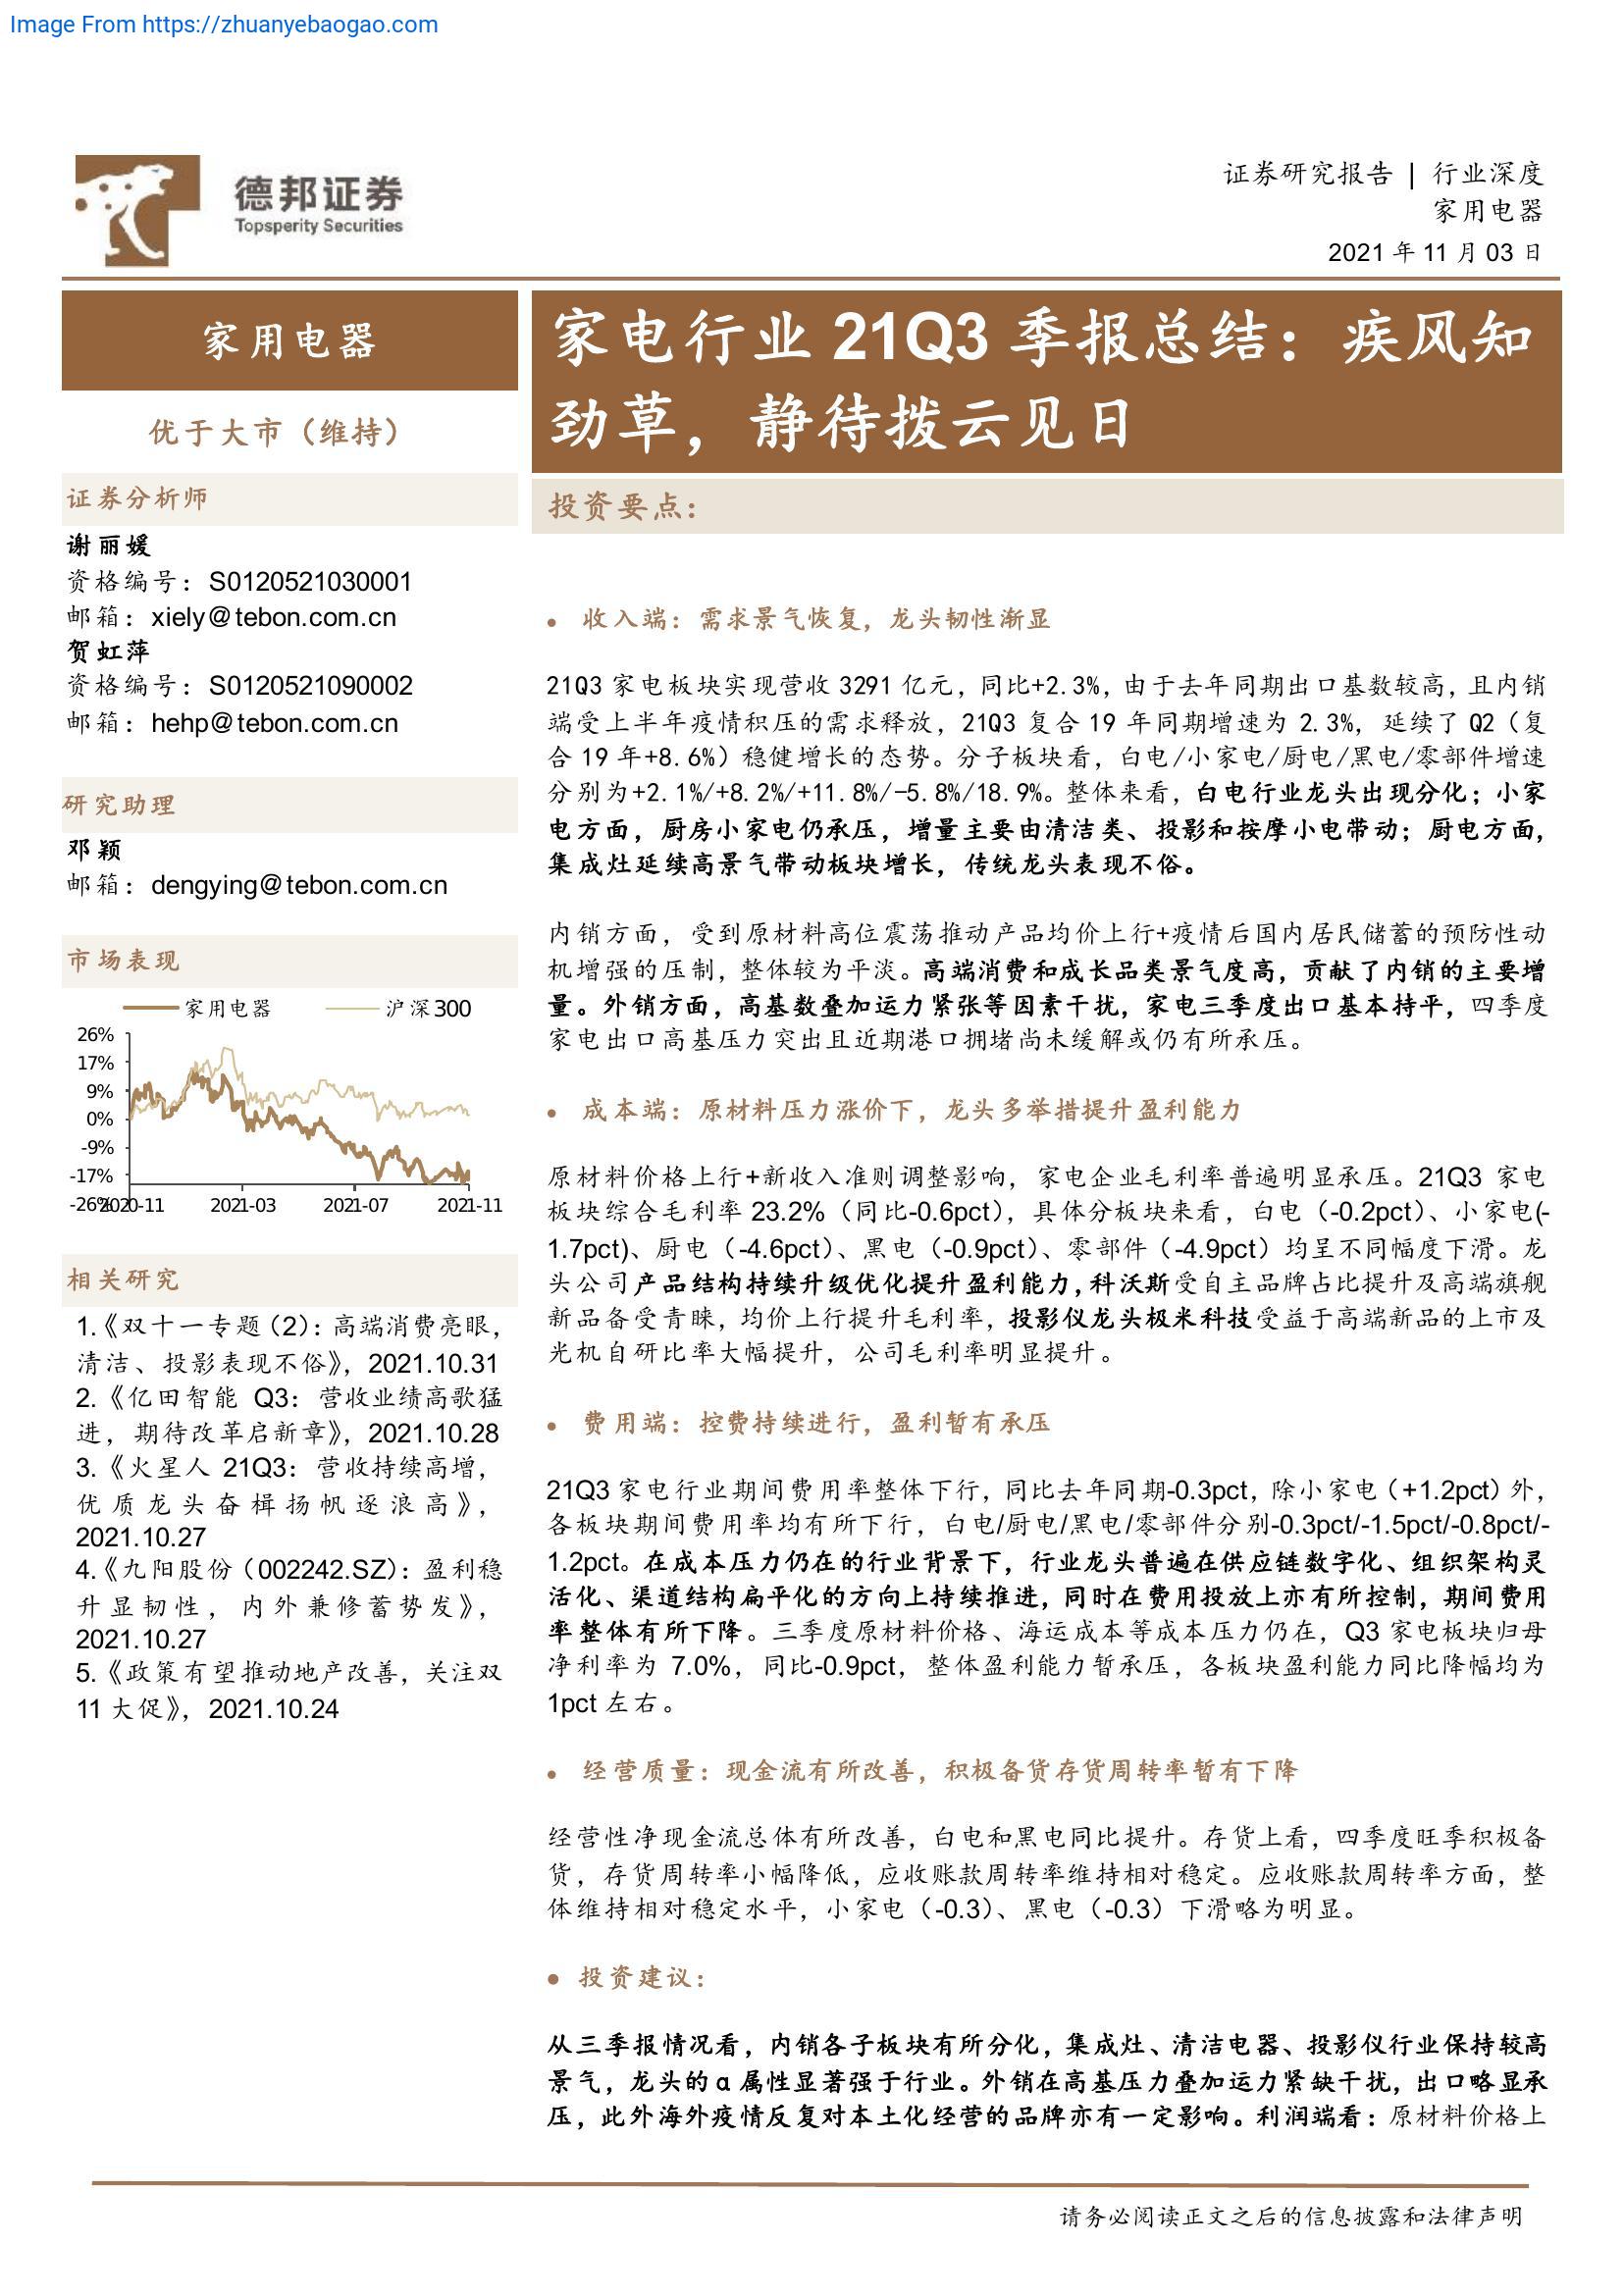 Image From https://zhuanyebaogao.com
德邦证券
Topsperity Securities
证券研究报告 | 行业深度
家用电器
2021 年 11 月 03 日
家用电器
优于大市（维持）
证券分析师
谢丽媛
资格编号：S0120521030001
邮箱：xiely@tebon.com.cn
贺虹萍
资格编号：S0120521090002
邮箱：hehp@tebon.com.cn
研究助理
邓颖
邮箱：dengying@tebon.com.cn
市场表现
家用电器 沪深300
26%
17%
9%
0%
-9%
-17%
-26%
2020-11 2021-03 2021-07 2021-11
相关研究
1.《双十一专题（2）：高端消费亮眼，
清洁、投影表现不俗》，2021.10.31
2.《亿田智能 Q3：营收业绩高歌猛
进，期待改革启新章》，2021.10.28
3.《火星人 21Q3：营收持续高增，
优质龙头奋楫扬帆逐浪高》，
2021.10.27
4.《九阳股份（002242.SZ）：盈利稳
升显韧性，内外兼修蓄势发》，
2021.10.27
5.《政策有望推动地产改善，关注双
11 大促》，2021.10.24
家电行业 21Q3 季报总结：疾风知
劲草，静待拨云见日
投资要点：
● 收入端：需求景气恢复，龙头韧性渐显
21Q3 家电板块实现营收 3291 亿元，同比+2.3%，由于去年同期出口基数较高，且内销
端受上半年疫情积压的需求释放，21Q3 复合 19 年同期增速为 2.3%，延续了 Q2（复
合 19 年+8.6%）稳健增长的态势。分子板块看，白电/小家电/厨电/黑电/零部件增速
分别为+2.1%/+8.2%/+11.8%/-5.8%/18.9%。整体来看，白电行业龙头出现分化；小家
电方面，厨房小家电仍承压，增量主要由清洁类、投影和按摩小电带动；厨电方面，
集成灶延续高景气带动板块增长，传统龙头表现不俗。
内销方面，受到原材料高位震荡推动产品均价上行+疫情后国内居民储蓄的预防性动
机增强的压制，整体较为平淡。高端消费和成长品类景气度高，贡献了内销的主要增
量。外销方面，高基数叠加运力紧张等因素干扰，家电三季度出口基本持平，四季度
家电出口高基压力突出且近期港口拥堵尚未缓解或仍有所承压。
● 成本端：原材料压力涨价下，龙头多举措提升盈利能力
原材料价格上行+新收入准则调整影响，家电企业毛利率普遍明显承压。21Q3 家电
板块综合毛利率 23.2%（同比-0.6pct），具体分板块来看，白电（-0.2pct）、小家电(-
1.7pct)、厨电（-4.6pct）、黑电（-0.9pct）、零部件（-4.9pct）均呈不同幅度下滑。龙
头公司产品结构持续升级优化提升盈利能力，科沃斯受自主品牌占比提升及高端旗舰
新品备受青睐，均价上行提升毛利率，投影仪龙头极米科技受益于高端新品的上市及
光机自研比率大幅提升，公司毛利率明显提升。
● 费用端：控费持续进行，盈利暂有承压
21Q3 家电行业期间费用率整体下行，同比去年同期-0.3pct，除小家电（+1.2pct）外，
各板块期间费用率均有所下行，白电/厨电/黑电/零部件分别-0.3pct/-1.5pct/-0.8pct/-
1.2pct。在成本压力仍在的行业背景下，行业龙头普遍在供应链数字化、组织架构灵
活化、渠道结构扁平化的方向上持续推进，同时在费用投放上亦有所控制，期间费用
率整体有所下降。三季度原材料价格、海运成本等成本压力仍在，Q3 家电板块归母
净利率为 7.0%，同比-0.9pct，整体盈利能力暂承压，各板块盈利能力同比降幅均为
1pct 左右。
● 经营质量：现金流有所改善，积极备货存货周转率暂有下降
经营性净现金流总体有所改善，白电和黑电同比提升。存货上看，四季度旺季积极备
货，存货周转率小幅降低，应收账款周转率维持相对稳定。应收账款周转率方面，整
体维持相对稳定水平，小家电（-0.3）、黑电（-0.3）下滑略为明显。
● 投资建议：
从三季报情况看，内销各子板块有所分化，集成灶、清洁电器、投影仪行业保持较高
景气，龙头的α属性显著强于行业。外销在高基压力叠加运力紧缺干扰，出口略显承
压，此外海外疫情反复对本土化经营的品牌亦有一定影响。利润端看：原材料价格上
请务必阅读正文之后的信息披露和法律声明